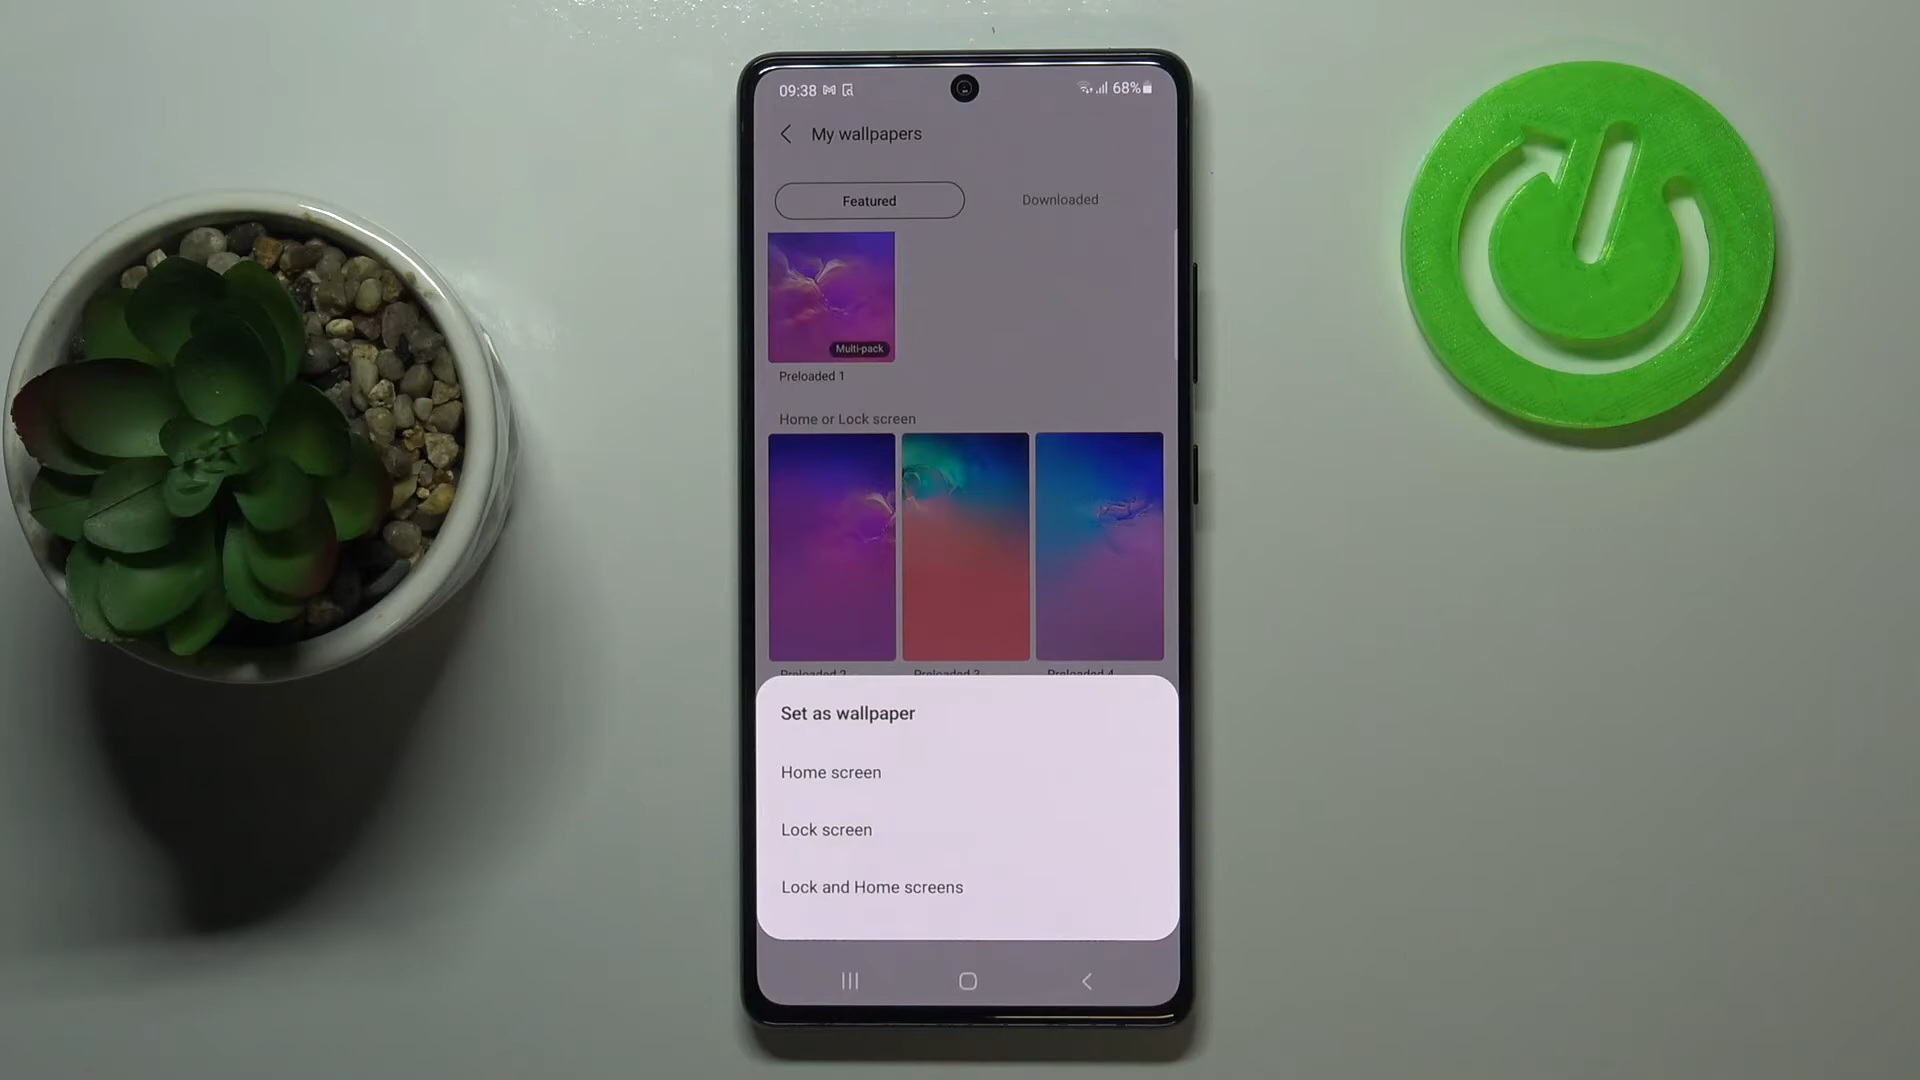 09:38
68%
My wallpapers
Featured
Downloaded
Multi-pack
Preloaded 1
Home or Lock screen
Preloaded 2
Preloaded 3
Preloaded 4
Set as wallpaper
Home screen
Lock screen
Lock and Home screens